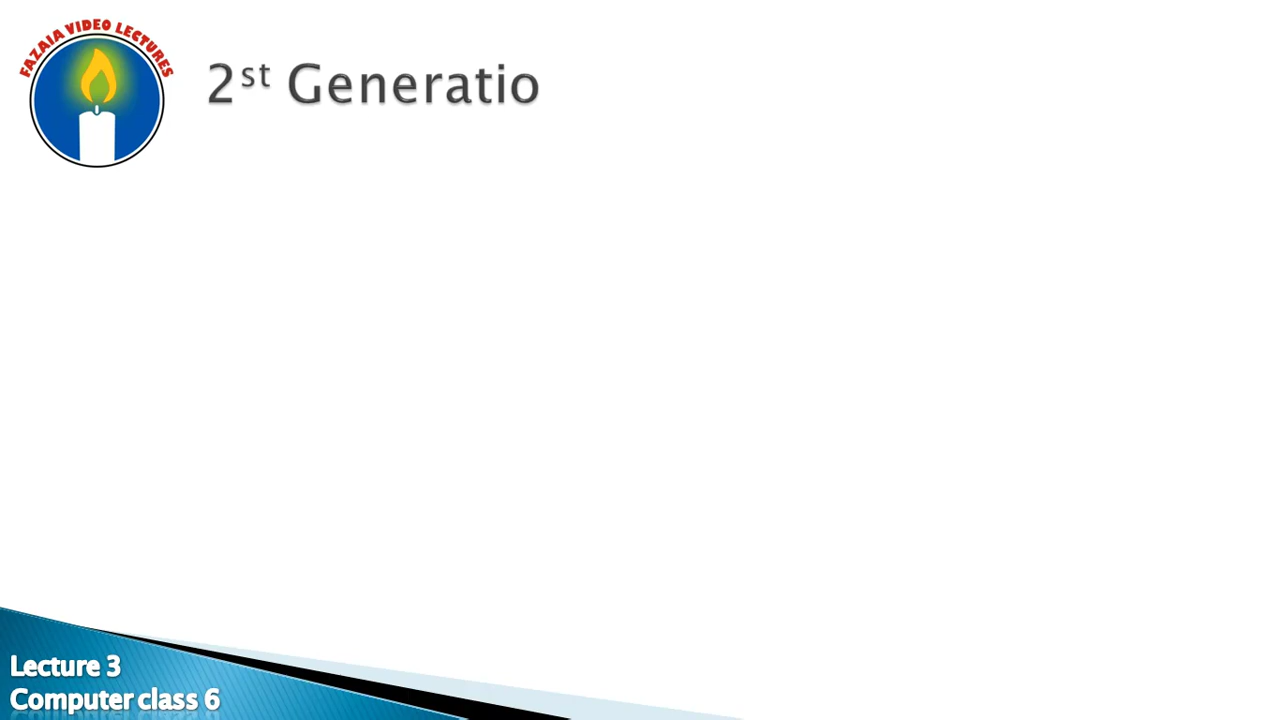 FAZAIA VIDEO LECTURES
2st Generatio
Lecture 3
Computer class 6